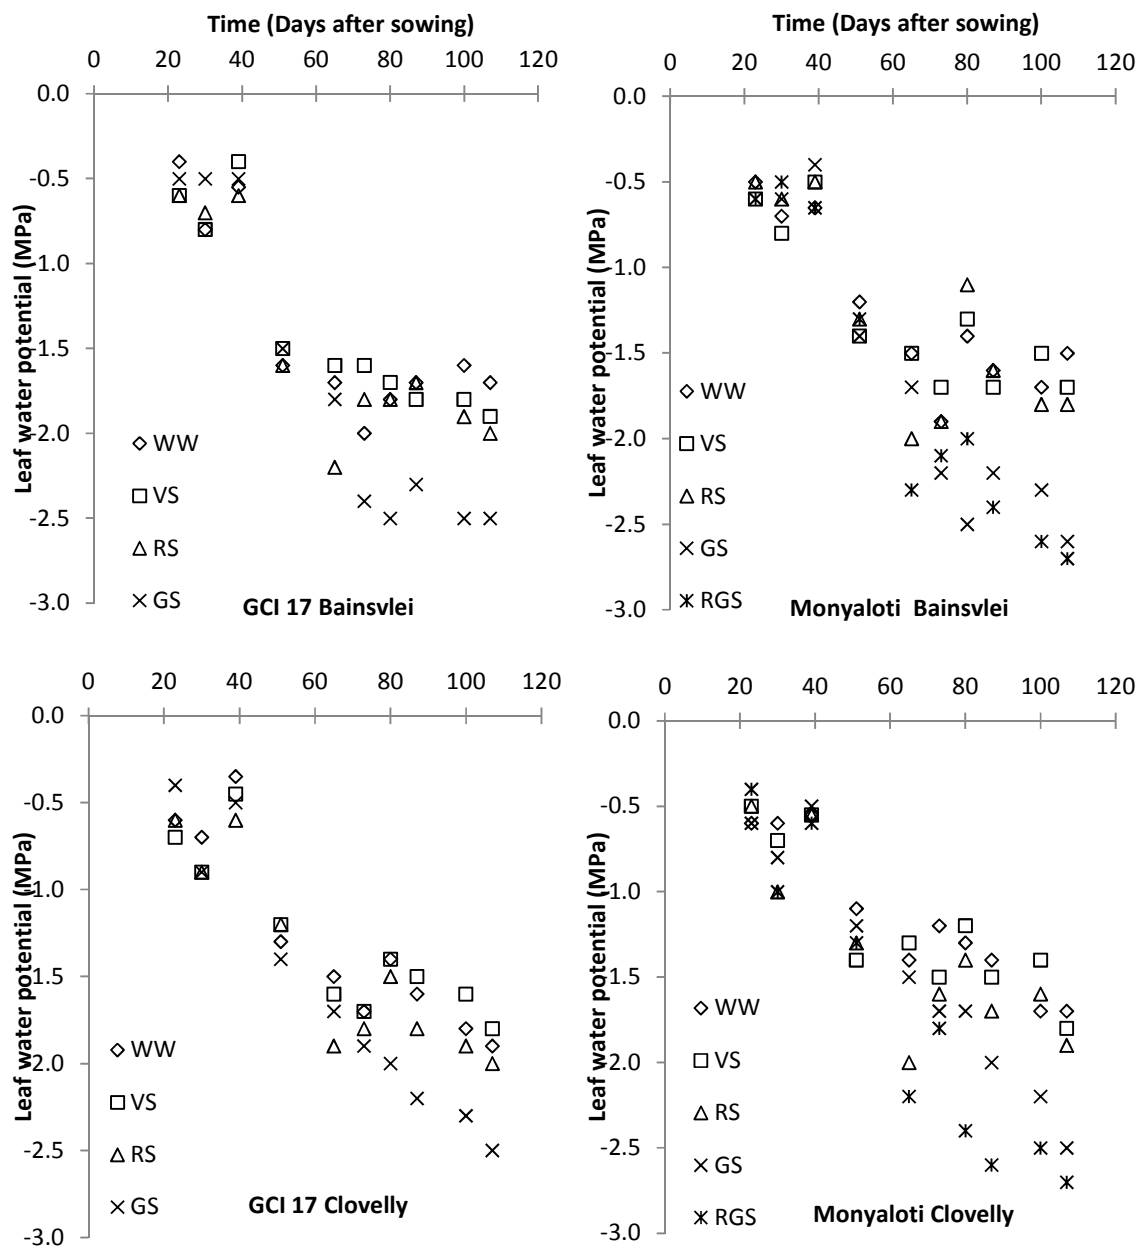 Time (Days after sowing)
0 20 40 60 80 100 120
0.0
-0.5
-1.0
-1.5
-2.0
-2.5
-3.0
Leaf water potential (MPa)
WW
VS
RS
GS
GCI 17 Bainsvlei
Time (Days after sowing)
0 20 40 60 80 100 120
0.0
-0.5
-1.0
-1.5
-2.0
-2.5
-3.0
Leaf water potential (MPa)
WW
VS
RS
GS
RGS
Monyaloti Bainsvlei
0 20 40 60 80 100 120
0.0
-0.5
-1.0
-1.5
-2.0
-2.5
-3.0
Leaf water potential (MPa)
WW
VS
RS
GS
GCI 17 Clovelly
0 20 40 60 80 100 120
0.0
-0.5
-1.0
-1.5
-2.0
-2.5
-3.0
Leaf water potential (MPa)
WW
VS
RS
GS
RGS
Monyaloti Clovelly